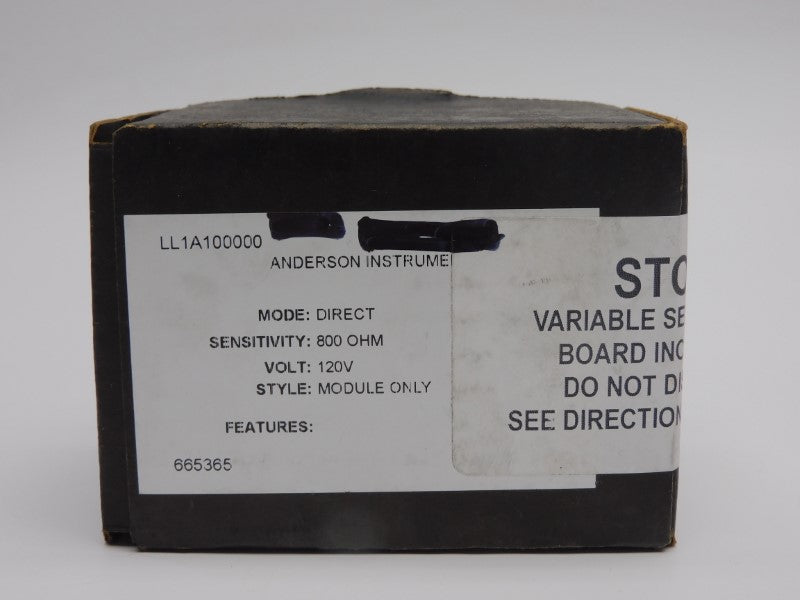 LL1A100000
ANDERSON INSTRUME
MODE: DIRECT
SENSITIVITY: 800 OHM
VOLT: 120V
STYLE: MODULE ONLY
FEATURES:
665365
STO
VARIABLE SE
BOARD INC
DO NOT DI
SEE DIRECTION